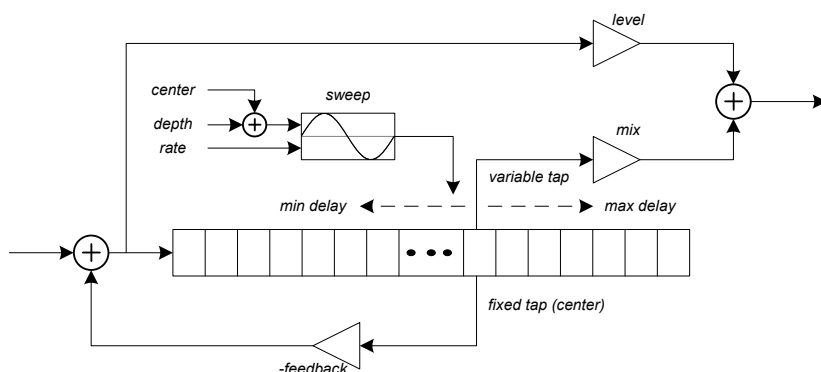 level
center
sweep
depth
rate
mix
variable tap
min delay
max delay
fixed tap (center)
-feedback